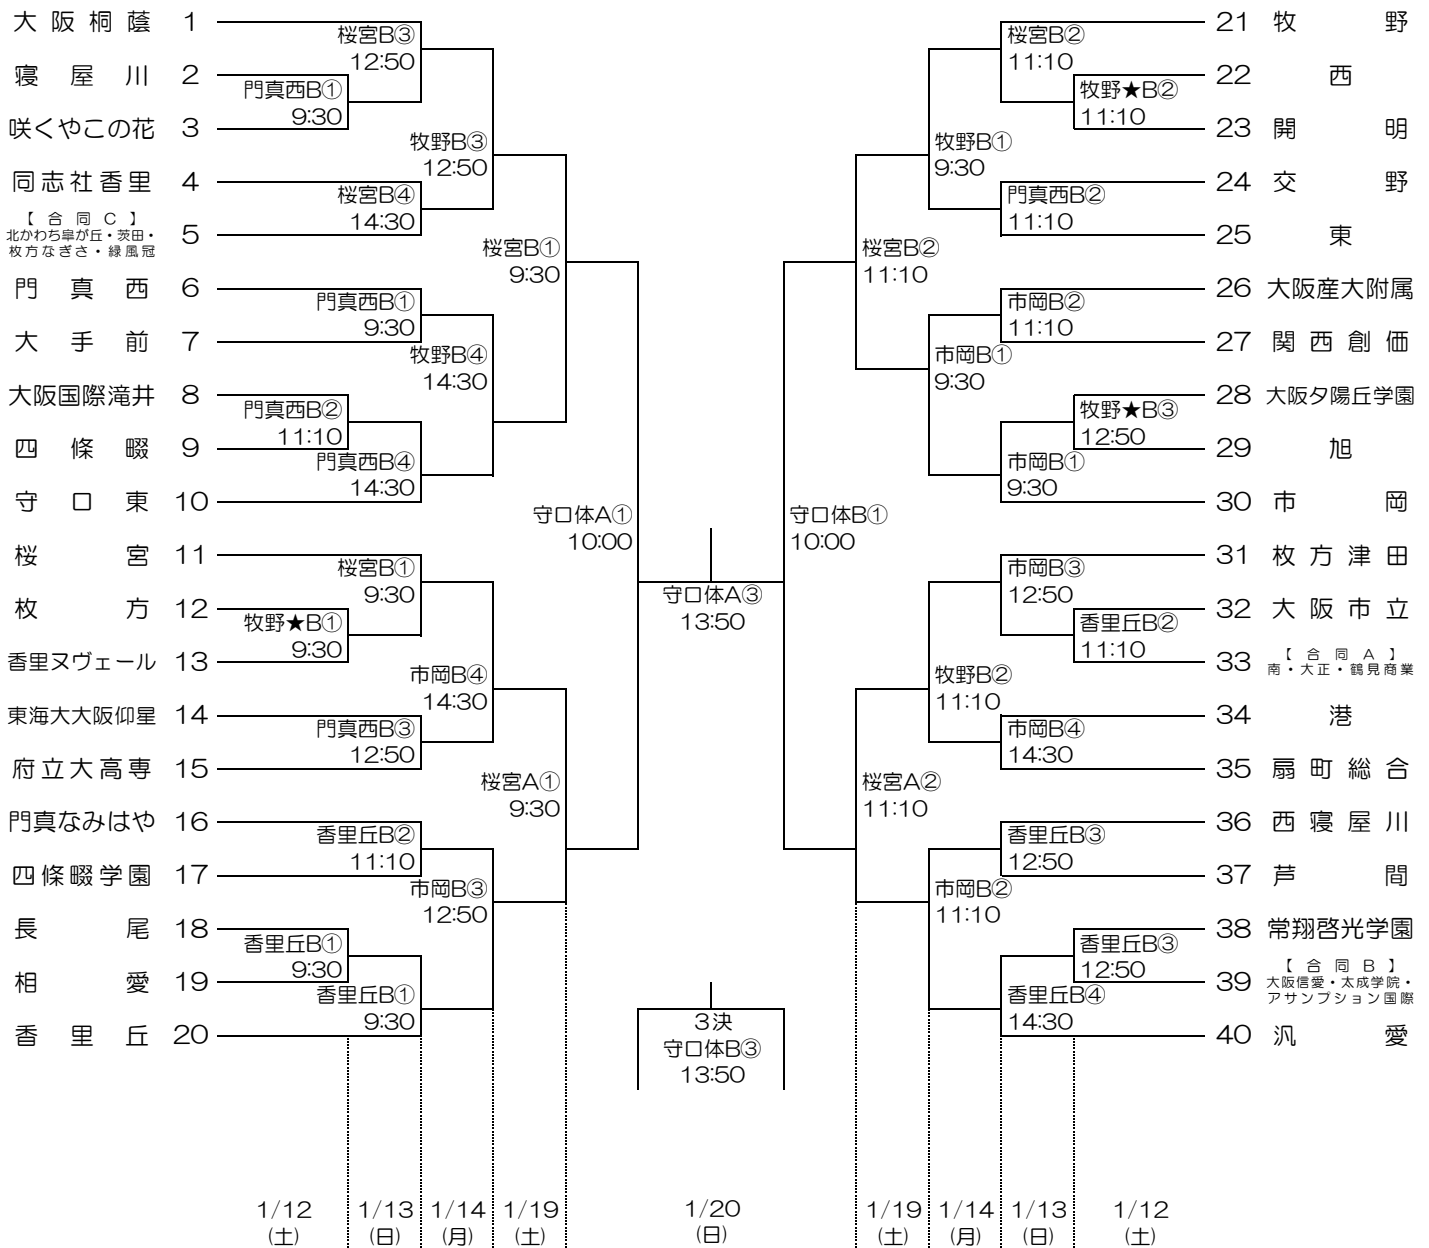 大阪桐蔭 1
寝屋川 2
咲くやこの花 3
同志社香里 4
【合同C】
北かわち皐が丘・茨田・
枚方なぎさ・緑風冠
5
門真西 6
大手前 7
大阪国際滝井 8
四條畷 9
守口東 10
桜宮 11
枚方 12
香里ヌヴェール 13
東海大大阪仰星 14
府立大高専 15
門真なみはや 16
四條畷学園 17
長尾 18
相愛 19
香里丘 20
門真西B①
9:30
門真西B②
11:10
牧野★B①
9:30
香里丘B①
9:30
桜宮B③
12:50
桜宮B④
14:30
門真西B①
9:30
門真西B④
14:30
桜宮B①
9:30
門真西B③
12:50
香里丘B②
11:10
香里丘B①
9:30
牧野B③
12:50
牧野B④
14:30
市岡B④
14:30
市岡B③
12:50
桜宮B①
9:30
桜宮A①
9:30
守口体A①
10:00
守口体A③
13:50
3決
守口体B③
13:50
守口体B①
10:00
桜宮B②
11:10
桜宮A②
11:10
牧野B①
9:30
市岡B①
9:30
牧野B②
11:10
市岡B②
11:10
桜宮B②
11:10
門真西B②
11:10
市岡B②
11:10
市岡B①
9:30
市岡B③
12:50
市岡B④
14:30
香里丘B③
12:50
香里丘B④
14:30
牧野★B②
11:10
牧野★B③
12:50
香里丘B②
11:10
香里丘B③
12:50
21 牧野
22 西
23 開明
24 交野
25 東
26 大阪産大附属
27 関西創価
28 大阪夕陽丘学園
29 旭
30 市岡
31 枚方津田
32 大阪市立
33
【合同A】
南・大正・鶴見商業
34 港
35 扇町総合
36 西寝屋川
37 芦間
38 常翔啓光学園
39
【合同B】
大阪信愛・太成学院・
アサンプション国際
40 汎愛
1/12 1/13 1/14 1/19 1/20 1/19 1/14 1/13 1/12
(土) (日) (月) (土) (日) (土) (月) (日) (土)